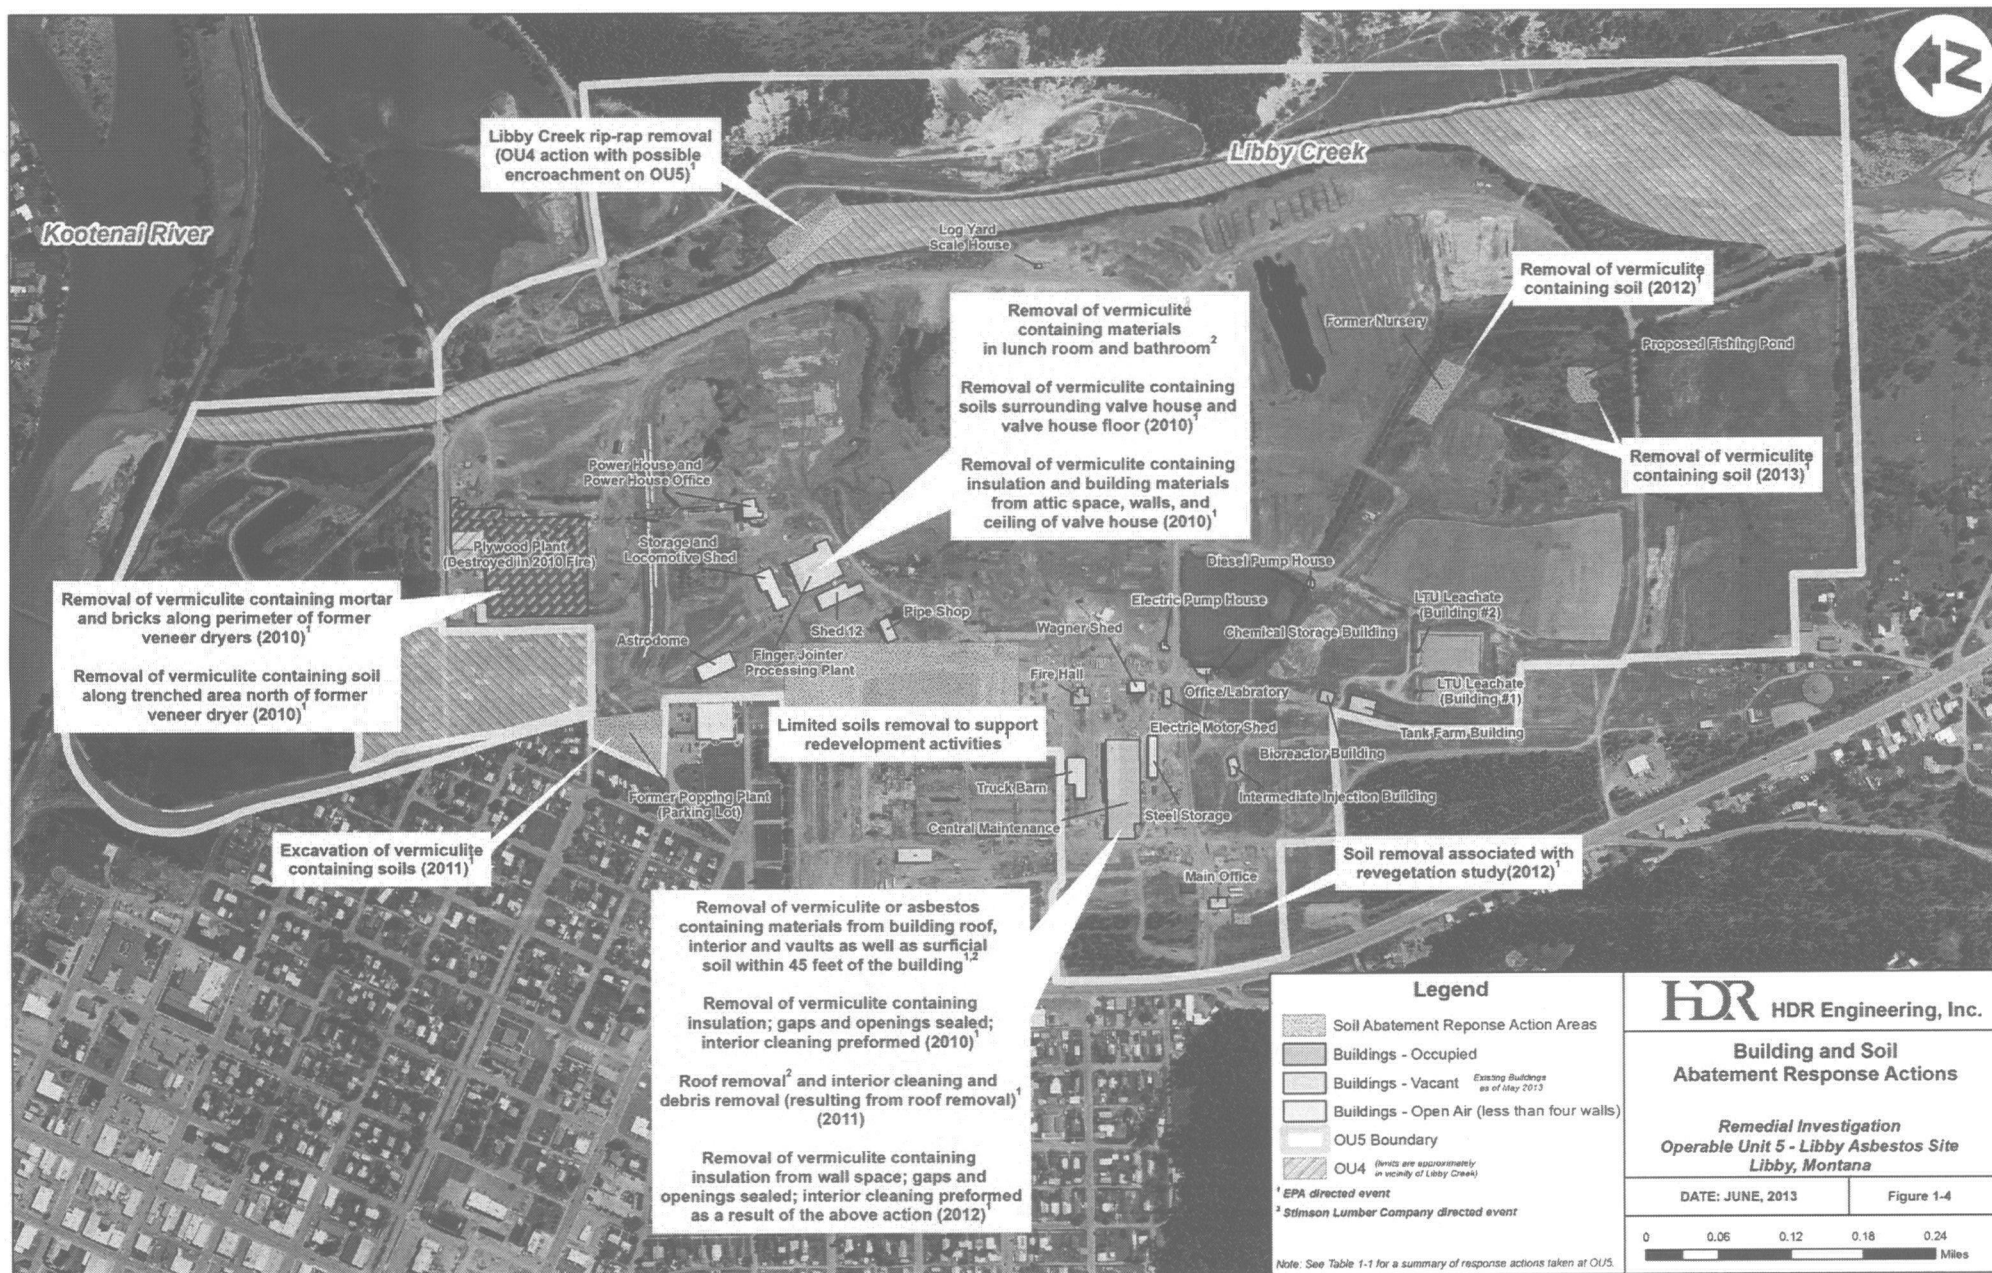 N
Libby Creek rip-rap removal
(OU4 action with possible
encroachment on OU5)¹
Libby Creek
Kootenai River
Log Yard
Scale House
Removal of vermiculite
containing soil (2012)¹
Removal of vermiculite
containing materials
in lunch room and bathroom²
Removal of vermiculite containing
soils surrounding valve house and
valve house floor (2010)¹
Removal of vermiculite containing
insulation and building materials
from attic space, walls, and
ceiling of valve house (2010)¹
Former Nursery
Proposed Fishing Pond
Removal of vermiculite
containing soil (2013)¹
Power House and
Power House Office
Plywood Plant
(Destroyed in 2010 Fire)
Storage and
Locomotive Shed
Removal of vermiculite containing mortar
and bricks along perimeter of former
veneer dryers (2010)¹
Removal of vermiculite containing soil
along trenched area north of former
veneer dryer (2010)¹
Diesel Pump House
Electric Pump House
LTU Leachate
(Building #2)
Pipe Shop
Wagner Shed
Chemical Storage Building
Shed 12
Astrodome
Finger Jointer
Processing Plant
Fire Hall
Office/Labratory
LTU Leachate
(Building #1)
Limited soils removal to support
redevelopment activities¹
Electric Motor Shed
Tank Farm Building
Bioreactor Building
Former Popping Plant
(Parking Lot)
Truck Barn
Intermediate Injection Building
Steel Storage
Central Maintenance
Excavation of vermiculite
containing soils (2011)¹
Soil removal associated with
revegetation study(2012)¹
Main Office
Removal of vermiculite or asbestos
containing materials from building roof,
interior and vaults as well as surficial
soil within 45 feet of the building¹,²
Removal of vermiculite containing
insulation; gaps and openings sealed;
interior cleaning preformed (2010)¹
Roof removal² and interior cleaning and
debris removal (resulting from roof removal)¹
(2011)
Removal of vermiculite containing
insulation from wall space; gaps and
openings sealed; interior cleaning preformed
as a result of the above action (2012)¹
Legend
Soil Abatement Reponse Action Areas
Buildings - Occupied
Buildings - Vacant Existing Buildings
as of May 2013
Buildings - Open Air (less than four walls)
OU5 Boundary
OU4 (limits are approximately
in vicinity of Libby Creek)
¹ EPA directed event
² Stimson Lumber Company directed event
Note: See Table 1-1 for a summary of response actions taken at OU5.
HDR HDR Engineering, Inc.
Building and Soil
Abatement Response Actions
Remedial Investigation
Operable Unit 5 - Libby Asbestos Site
Libby, Montana
DATE: JUNE, 2013 Figure 1-4
0 0.06 0.12 0.18 0.24
Miles